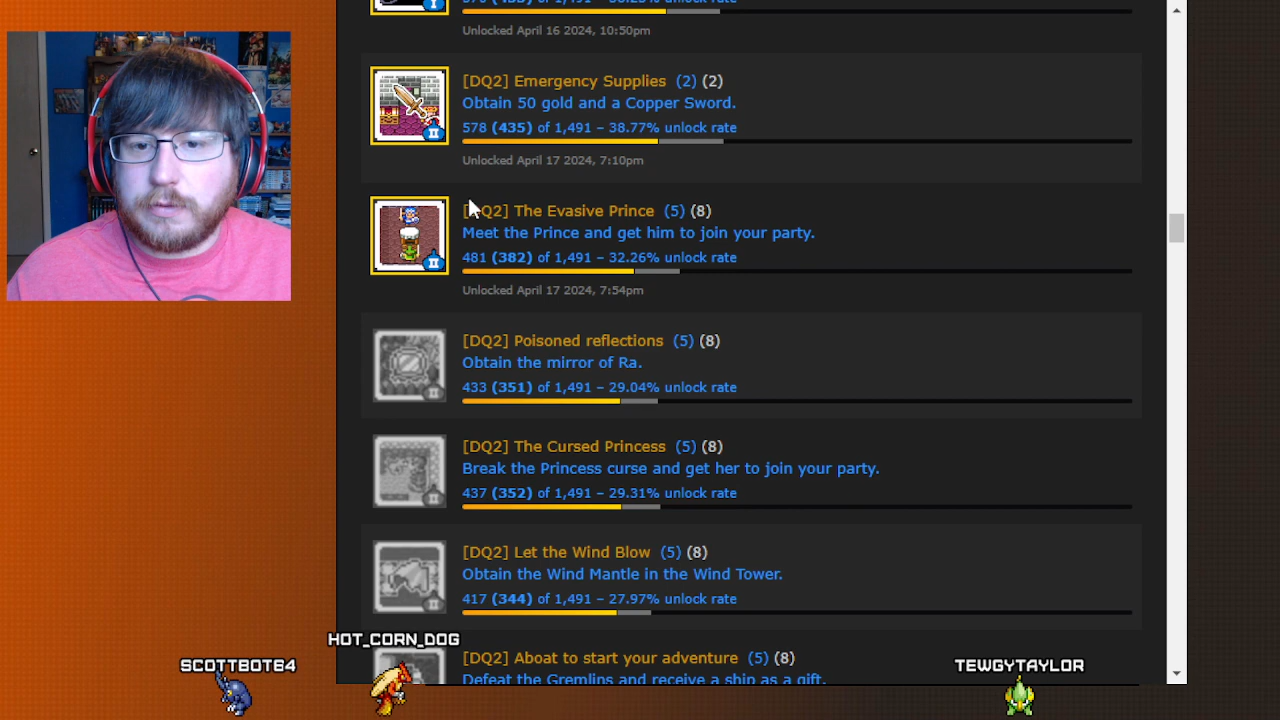 Unlocked April 16 2024, 10:50pm
[DQ2] Emergency Supplies (2) (2)
Obtain 50 gold and a Copper Sword.
578 (435) of 1,491 – 38.77% unlock rate
Unlocked April 17 2024, 7:10pm
[DQ2] The Evasive Prince (5) (8)
Meet the Prince and get him to join your party.
481 (382) of 1,491 – 32.26% unlock rate
Unlocked April 17 2024, 7:54pm
[DQ2] Poisoned reflections (5) (8)
Obtain the mirror of Ra.
433 (351) of 1,491 – 29.04% unlock rate
[DQ2] The Cursed Princess (5) (8)
Break the Princess curse and get her to join your party.
437 (352) of 1,491 – 29.31% unlock rate
[DQ2] Let the Wind Blow (5) (8)
Obtain the Wind Mantle in the Wind Tower.
417 (344) of 1,491 – 27.97% unlock rate
[DQ2] Aboat to start your adventure (5) (8)
Defeat the Gremlins and receive a ship as a gift.
HOT_CORN_DOG
SCOTTBOT84
TEWGYTAYLOR